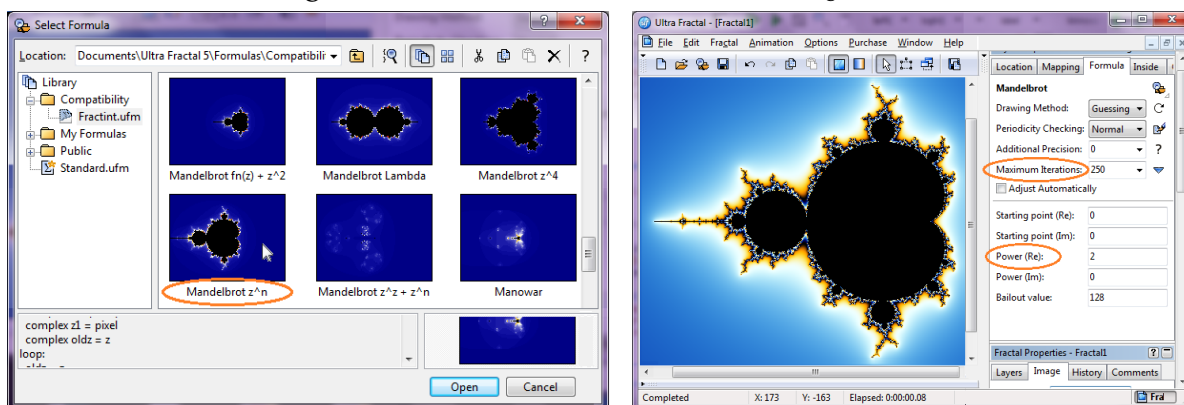 Select Formula
Location: Documents\Ultra Fractal 5\Formulas\Compatibili
?
Library
Compatibility
Fractint.ufm
My Formulas
Public
Standard.ufm
Mandelbrot fn(z) + z^2
Mandelbrot Lambda
Mandelbrot z^4
Mandelbrot z^n
Mandelbrot z^z + z^n
Manowar
complex z1 = pixel
complex oldz = z
loop:
Open
Cancel
Ultra Fractal - [Fractal1]
File Edit Fractal Animation Options Purchase Window Help
Location Mapping Formula Inside
Mandelbrot
Drawing Method: Guessing
Periodicity Checking: Normal
Additional Precision: 0 ?
Maximum Iterations: 250
Adjust Automatically
Starting point (Re): 0
Starting point (Im): 0
Power (Re): 2
Power (Im): 0
Bailout value: 128
Fractal Properties - Fractal1
Layers Image History Comments
Completed X: 173 Y: -163 Elapsed: 0:00:00.08
Fra